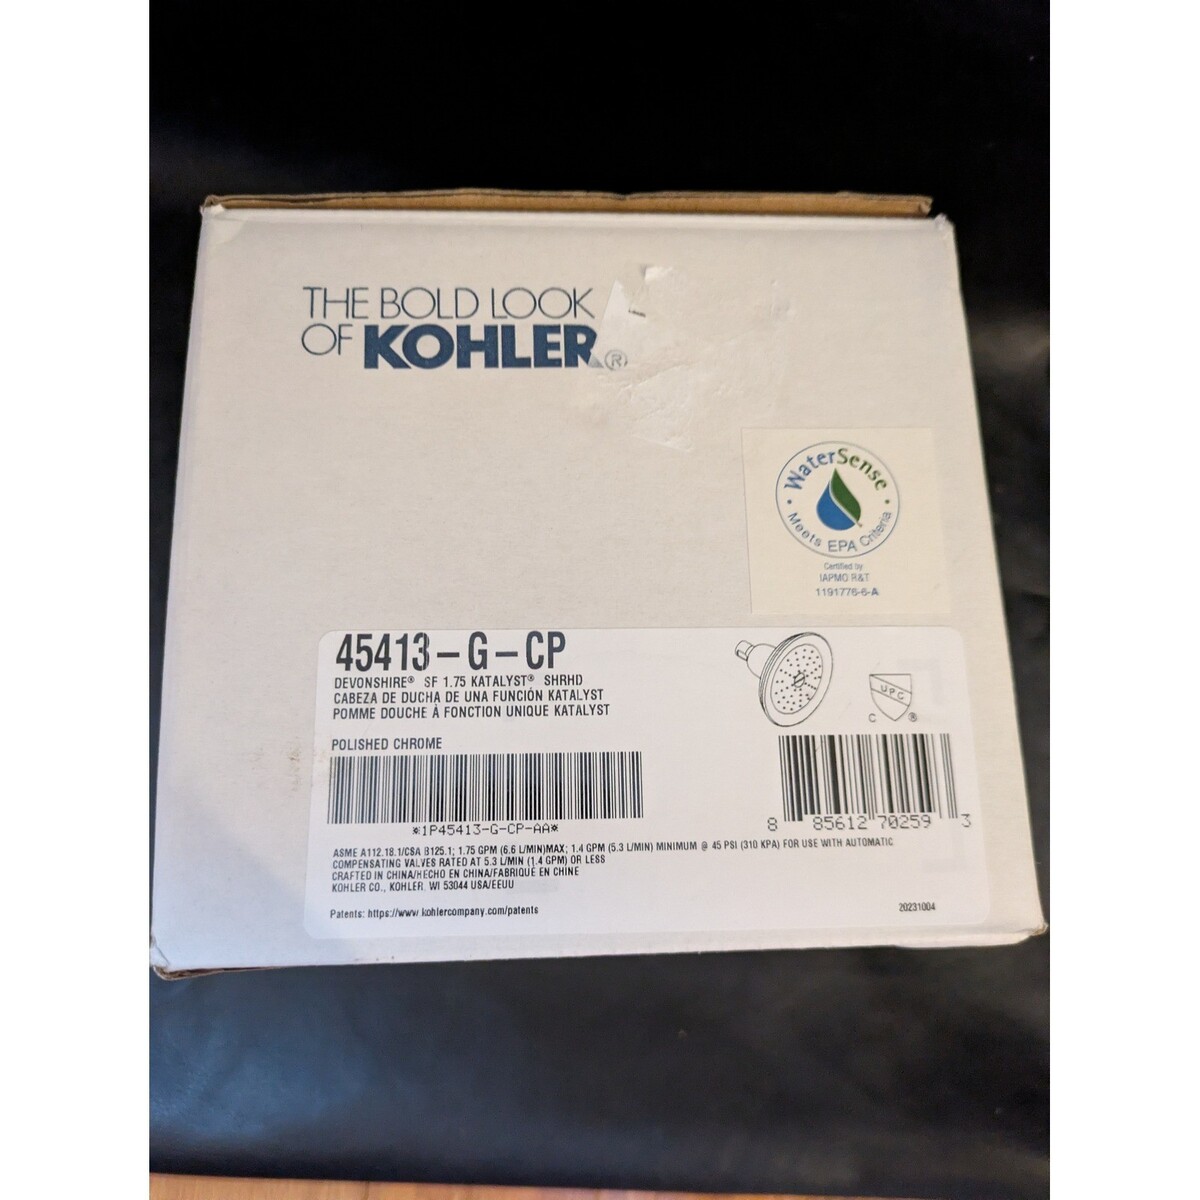 THE BOLD LOOK
OF KOHLER®
WaterSense
Meets EPA Criteria
Certified by
IAPMO R&T
1191776-6-A
45413-G-CP
DEVONSHIRE® SF 1.75 KATALYST® SHRHD
CABEZA DE DUCHA DE UNA FUNCIÓN KATALYST
POMME DOUCHE À FONCTION UNIQUE KATALYST
UPC
C ®
POLISHED CHROME
*1P45413-G-CP-AA*
8 85612 70259 3
ASME A112.18.1/CSA B125.1; 1.75 GPM (6.6 L/MIN)MAX; 1.4 GPM (5.3 L/MIN) MINIMUM @ 45 PSI (310 KPA) FOR USE WITH AUTOMATIC
COMPENSATING VALVES RATED AT 5.3 L/MIN (1.4 GPM) OR LESS
CRAFTED IN CHINA/HECHO EN CHINA/FABRIQUÉ EN CHINE
KOHLER CO., KOHLER, WI 53044 USA/EEUU
Patents: https://www.kohlercompany.com/patents
20231004